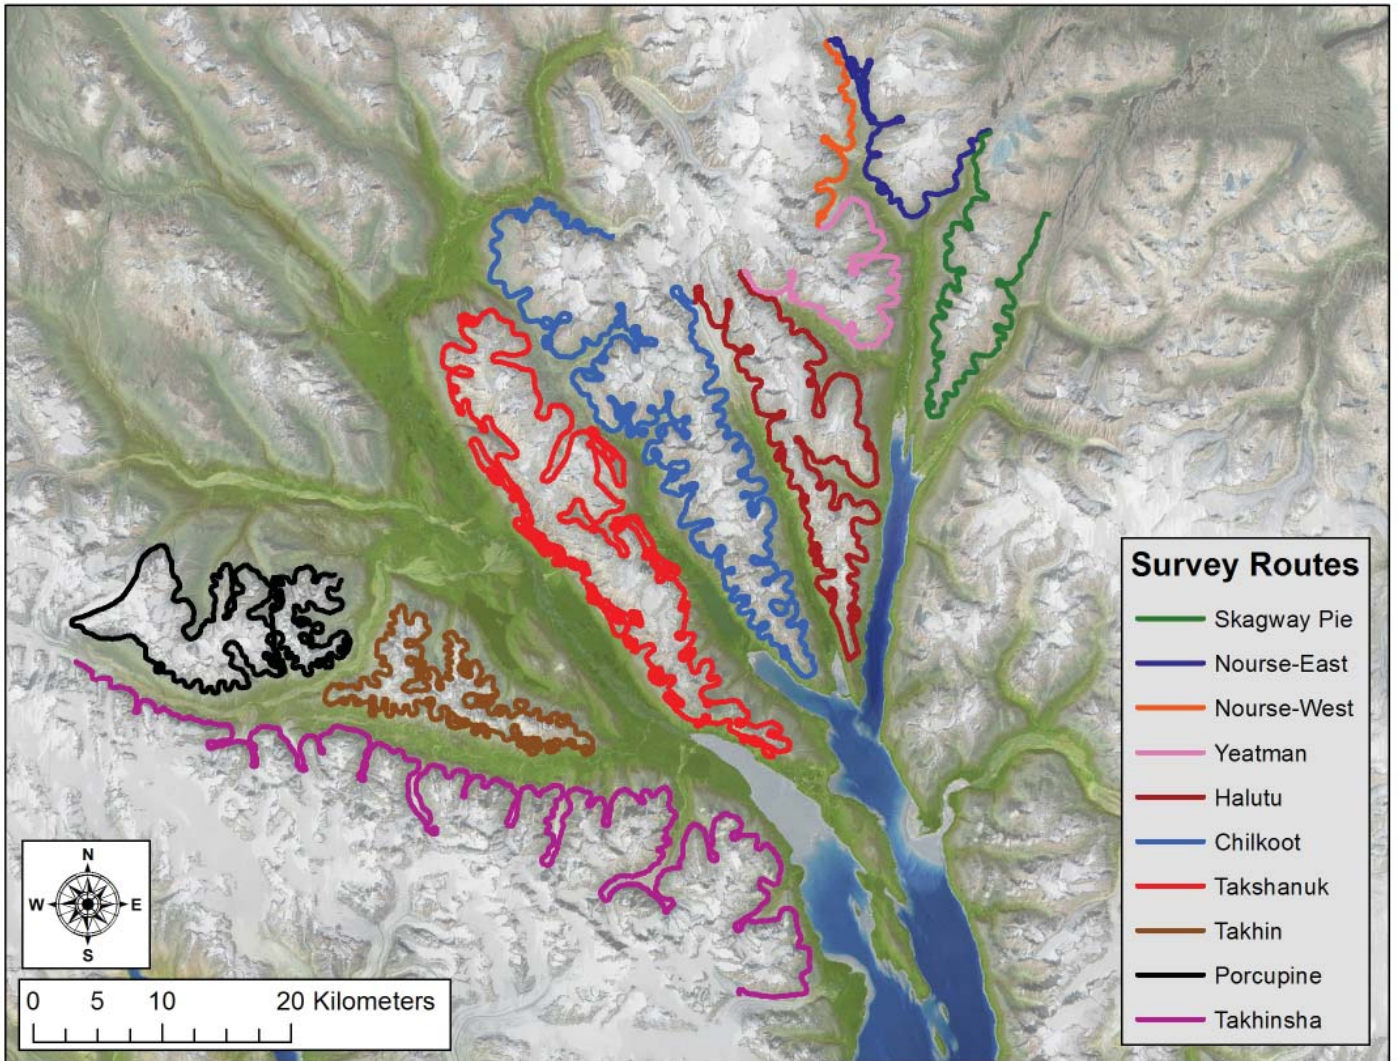 Survey Routes
Skagway Pie
Nourse-East
Nourse-West
Yeatman
Halutu
Chilkoot
Takshanuk
Takhin
Porcupine
Takhinsha
N
W E
S
0 5 10 20 Kilometers